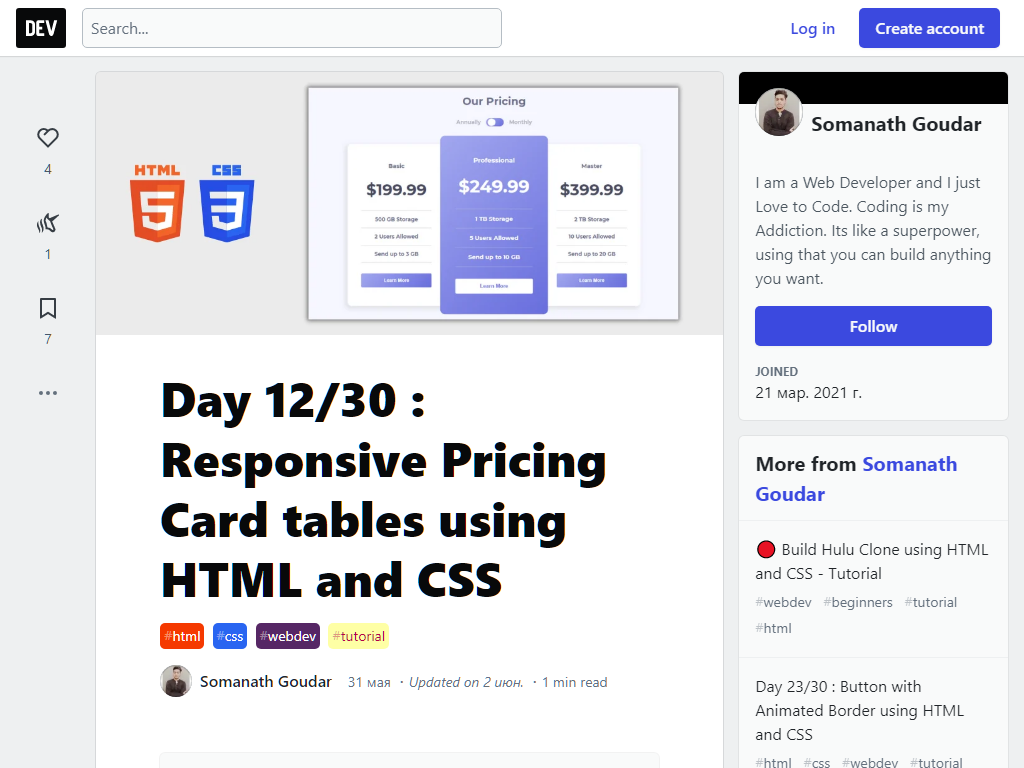 DEV
Search...
Log in
Create account
4
1
7
HTML
CSS
Our Pricing
Annually
Monthly
Basic
$199.99
500 GB Storage
2 Users Allowed
Send up to 3 GB
Learn More
Professional
$249.99
1 TB Storage
5 Users Allowed
Send up to 10 GB
Learn More
Master
$399.99
2 TB Storage
10 Users Allowed
Send up to 20 GB
Learn More
Day 12/30 :
Responsive Pricing
Card tables using
HTML and CSS
#html #css #webdev #tutorial
Somanath Goudar 31 мая · Updated on 2 июн. · 1 min read
Somanath Goudar
I am a Web Developer and I just
Love to Code. Coding is my
Addiction. Its like a superpower,
using that you can build anything
you want.
Follow
JOINED
21 мар. 2021 г.
More from Somanath
Goudar
Build Hulu Clone using HTML
and CSS - Tutorial
#webdev #beginners #tutorial
#html
Day 23/30 : Button with
Animated Border using HTML
and CSS
#html #css #webdev #tutorial